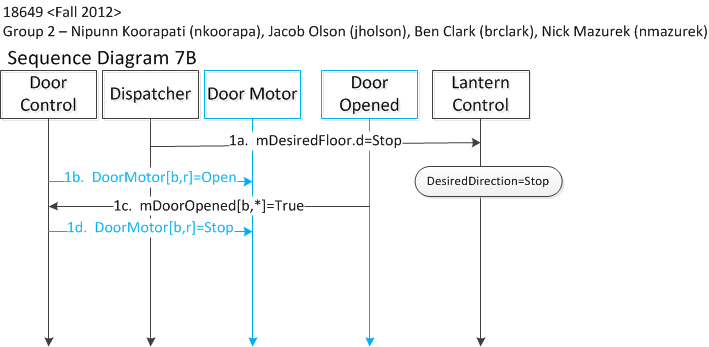 18649 <Fall 2012>
Group 2 – Nipunn Koorapati (nkoorapa), Jacob Olson (jholson), Ben Clark (brclark), Nick Mazurek (nmazurek)
Sequence Diagram 7B
Door
Control
Dispatcher
Door Motor
Door
Opened
Lantern
Control
1a. mDesiredFloor.d=Stop
1b. DoorMotor[b,r]=Open
DesiredDirection=Stop
1c. mDoorOpened[b,*]=True
1d. DoorMotor[b,r]=Stop